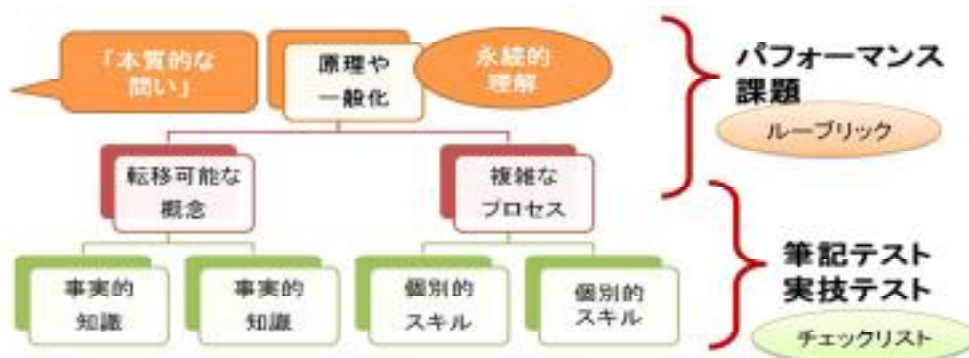 「本質的な
問い」
原理や
一般化
永続的
理解
パフォーマンス
課題
ルーブリック
転移可能な
概念
複雑な
プロセス
事実的
知識
事実的
知識
個別的
スキル
個別的
スキル
筆記テスト
実技テスト
チェックリスト